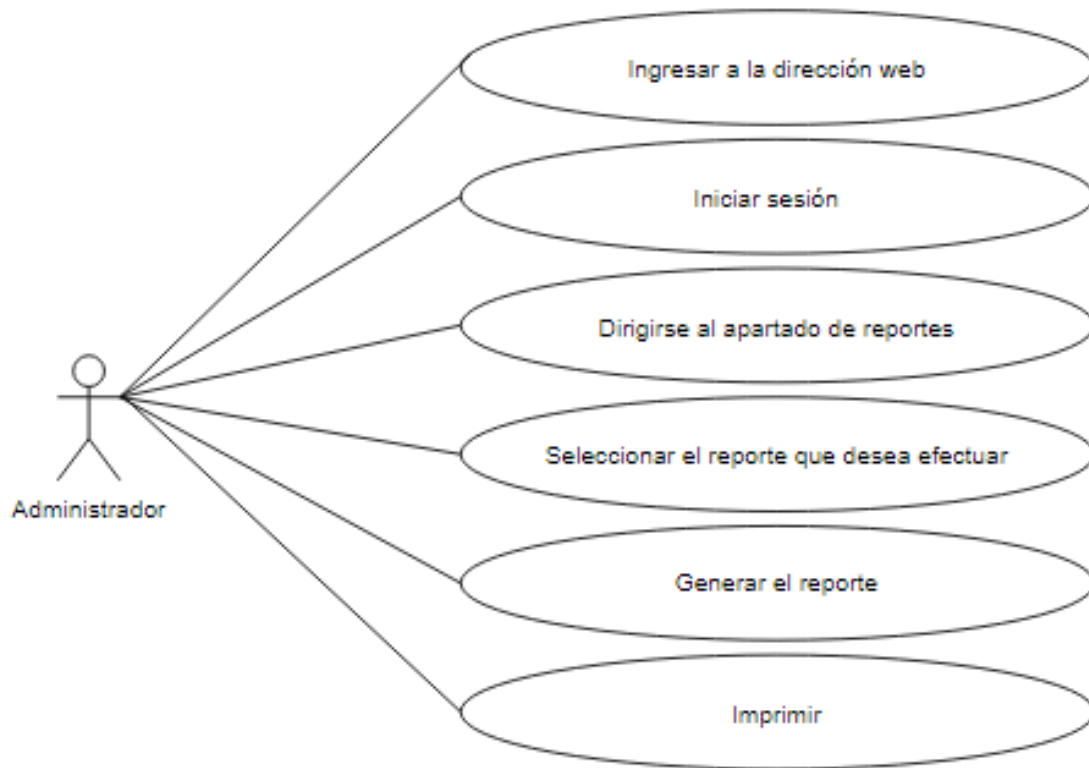 Ingresar a la dirección web
Iniciar sesión
Dirigirse al apartado de reportes
Seleccionar el reporte que desea efectuar
Administrador
Generar el reporte
Imprimir